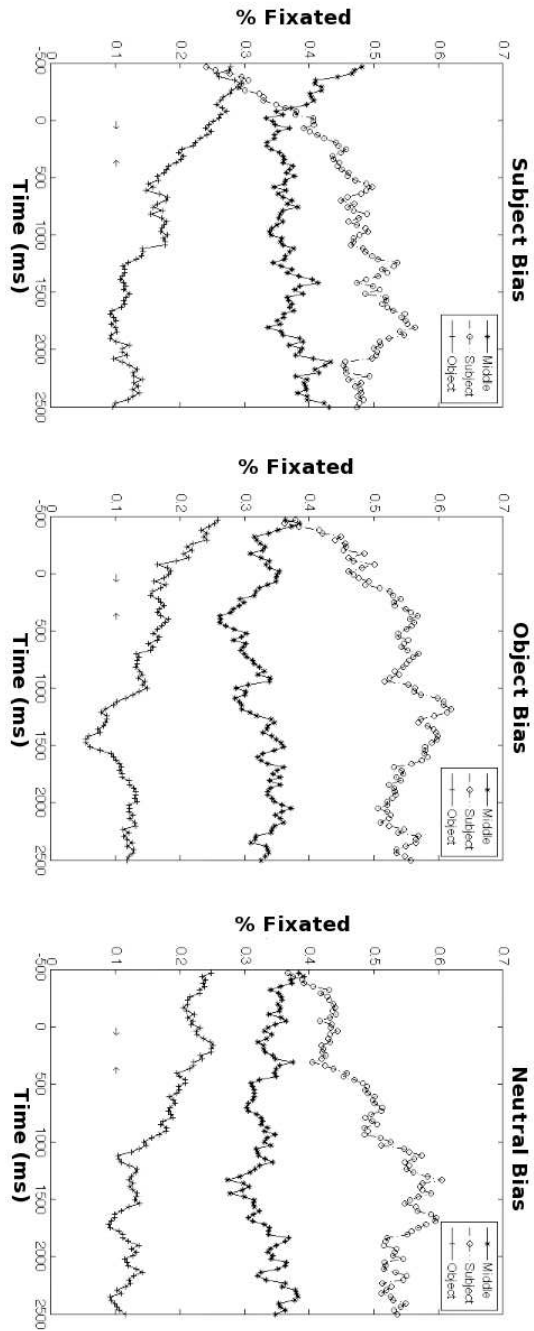 Subject Bias
% Fixated
0.7
0.6
0.5
0.4
0.3
0.2
0.1
0
-500
0
500
1000
1500
2000
2500
Time (ms)
Middle
Subject
Object
Object Bias
% Fixated
0.7
0.6
0.5
0.4
0.3
0.2
0.1
0
-500
0
500
1000
1500
2000
2500
Time (ms)
Middle
Subject
Object
Neutral Bias
% Fixated
0.7
0.6
0.5
0.4
0.3
0.2
0.1
0
-500
0
500
1000
1500
2000
2500
Time (ms)
Middle
Subject
Object